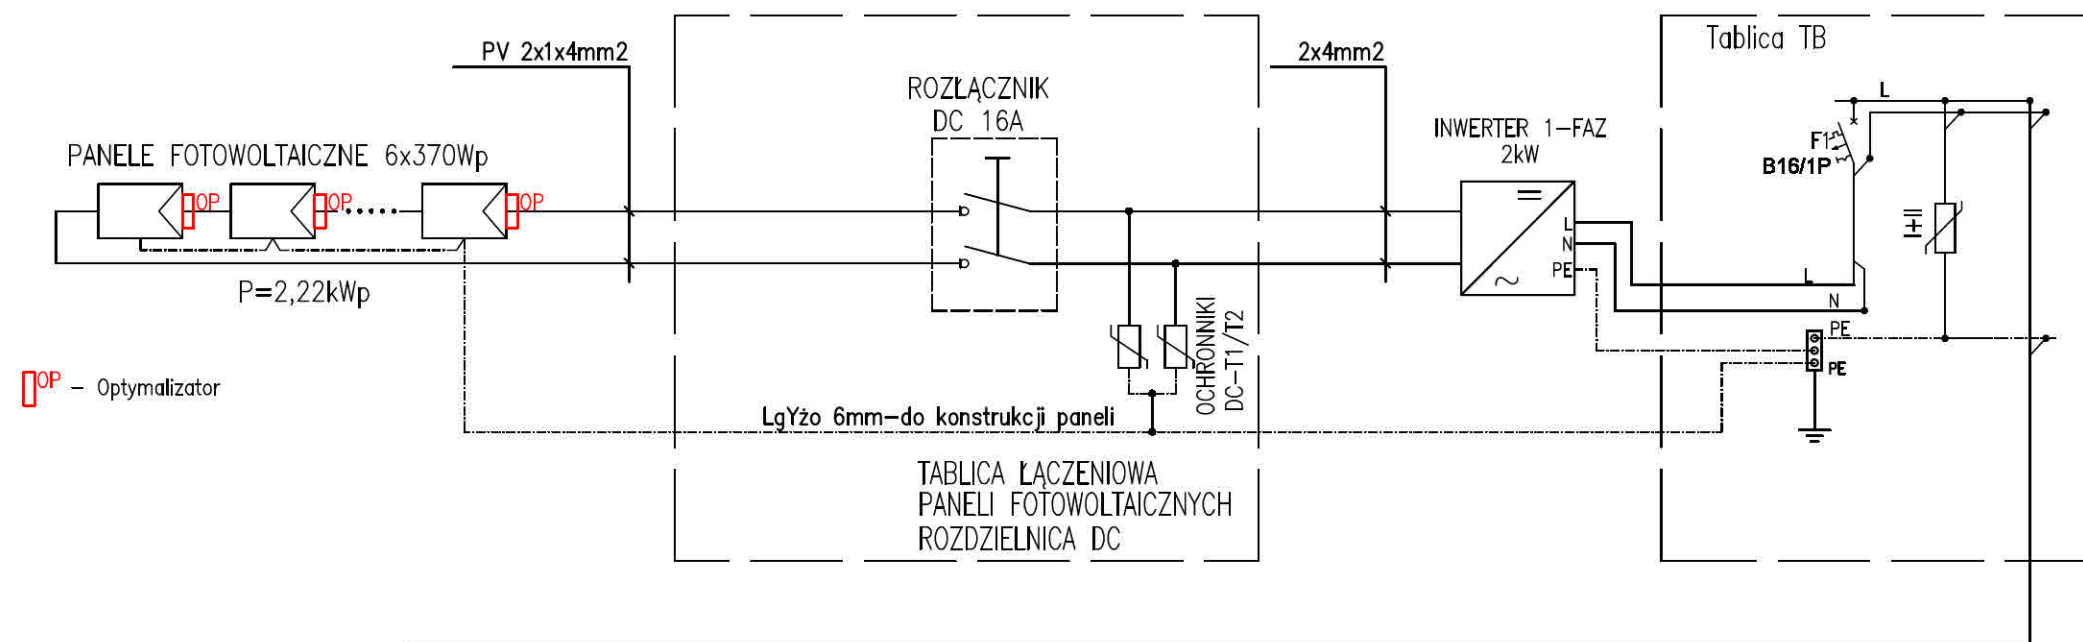 PV 2x1x4mm2
PANELE FOTOWOLTAICZNE 6x370Wp
OP
OP
OP
P=2,22kWp
OP - Optymalizator
ROZŁĄCZNIK
DC 16A
OCHRONNIKI
DC-T1/T2
LgYżo 6mm-do konstrukcji paneli
TABLICA ŁĄCZENIOWA
PANELI FOTOWOLTAICZNYCH
ROZDZIELNICA DC
2x4mm2
INWERTER 1-FAZ
2kW
L
N
PE
Tablica TB
L
F1
B16/1P
I+II
L
N
PE
PE